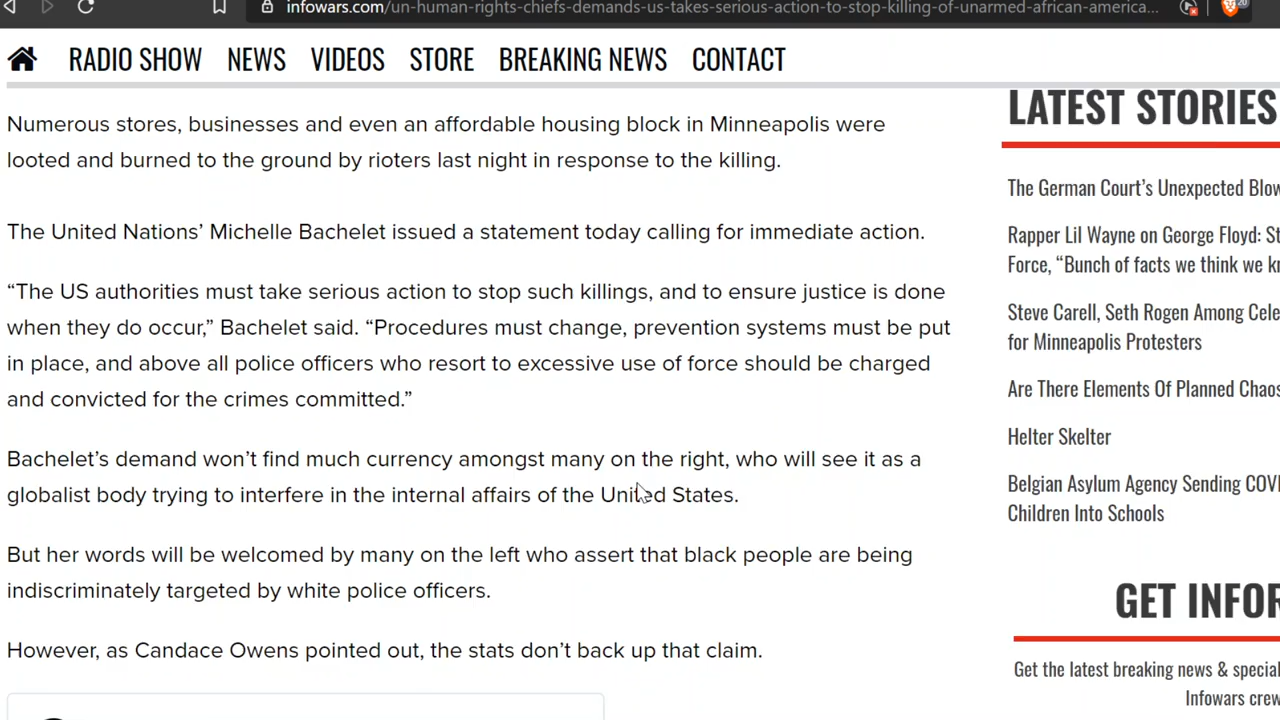 infowars.com/un-human-rights-chiefs-demands-us-takes-serious-action-to-stop-killing-of-unarmed-african-america...
20
RADIO SHOW NEWS VIDEOS STORE BREAKING NEWS CONTACT
Numerous stores, businesses and even an affordable housing block in Minneapolis were
looted and burned to the ground by rioters last night in response to the killing.
The United Nations’ Michelle Bachelet issued a statement today calling for immediate action.
“The US authorities must take serious action to stop such killings, and to ensure justice is done
when they do occur,” Bachelet said. “Procedures must change, prevention systems must be put
in place, and above all police officers who resort to excessive use of force should be charged
and convicted for the crimes committed.”
Bachelet’s demand won’t find much currency amongst many on the right, who will see it as a
globalist body trying to interfere in the internal affairs of the United States.
But her words will be welcomed by many on the left who assert that black people are being
indiscriminately targeted by white police officers.
However, as Candace Owens pointed out, the stats don’t back up that claim.
LATEST STORIES
The German Court’s Unexpected
Rapper Lil Wayne on George Floyd:
Force, “Bunch of facts we think we
Steve Carell, Seth Rogen Among
for Minneapolis Protesters
Are There Elements Of Planned
Helter Skelter
Belgian Asylum Agency Sending
Children Into Schools
GET
Get the latest breaking news &
Infowars